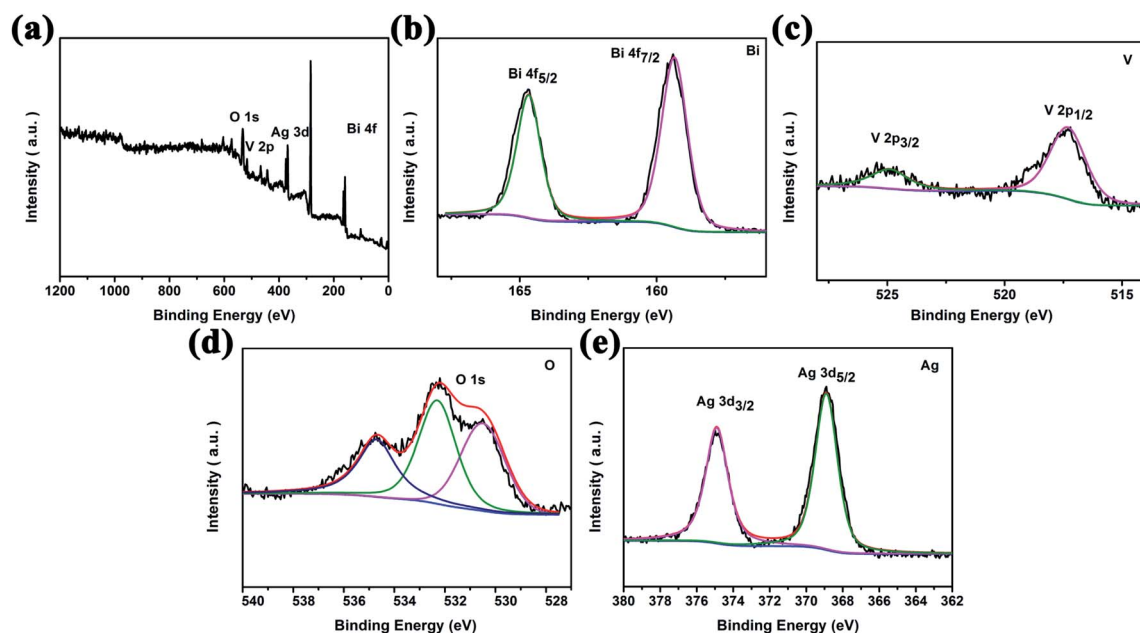 (a)
O 1s
V 2p
Ag 3d
Bi 4f
Intensity ( a.u. )
1200 1000 800 600 400 200 0
Binding Energy (eV)
(b)
Bi
Bi 4f5/2
Bi 4f7/2
Intensity ( a.u. )
165 160
Binding Energy (eV)
(c)
V
V 2p3/2
V 2p1/2
Intensity ( a.u. )
525 520 515
Binding Energy (eV)
(d)
O
O 1s
Intensity ( a.u. )
540 536 534 532 530 528
Binding Energy (eV)
(e)
Ag
Ag 3d3/2
Ag 3d5/2
Intensity ( a.u. )
380 378 376 374 372 370 368 366 364 362
Binding Energy (eV)